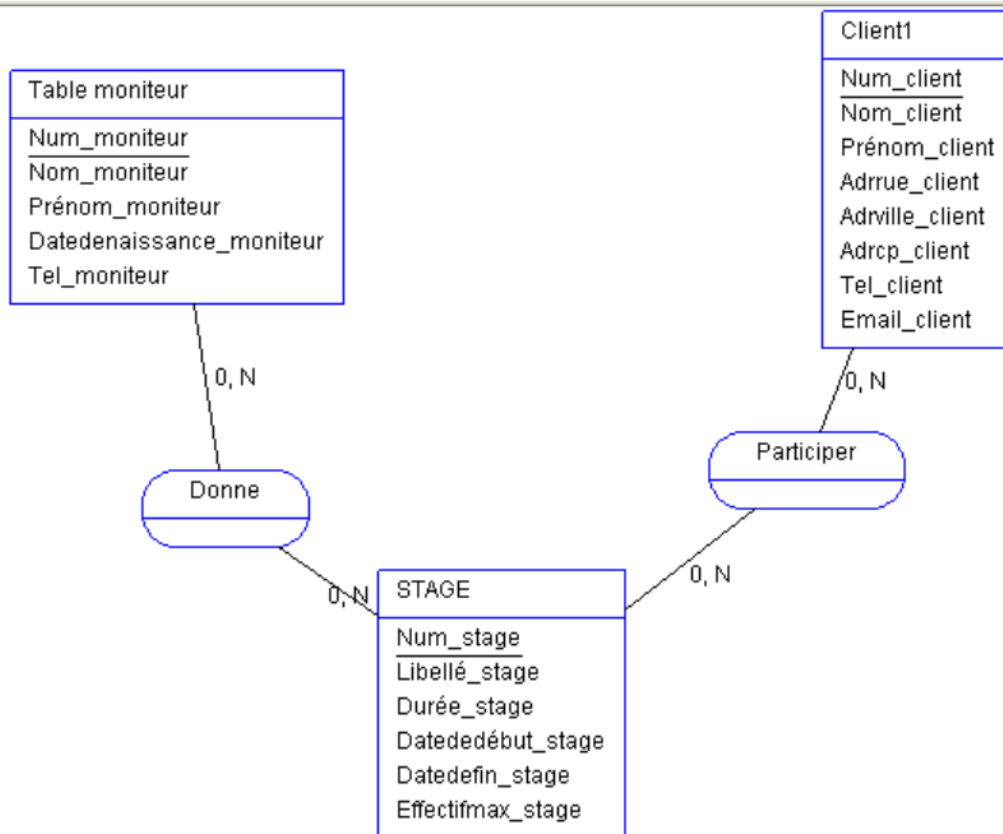 Table moniteur
Num_moniteur
Nom_moniteur
Prénom_moniteur
Datedenaissance_moniteur
Tel_moniteur
Client1
Num_client
Nom_client
Prénom_client
Adrrue_client
Adrville_client
Adrcp_client
Tel_client
Email_client
0, N
0, N
Donne
Participer
0, N
0, N
STAGE
Num_stage
Libellé_stage
Durée_stage
Datededébut_stage
Datedefin_stage
Effectifmax_stage